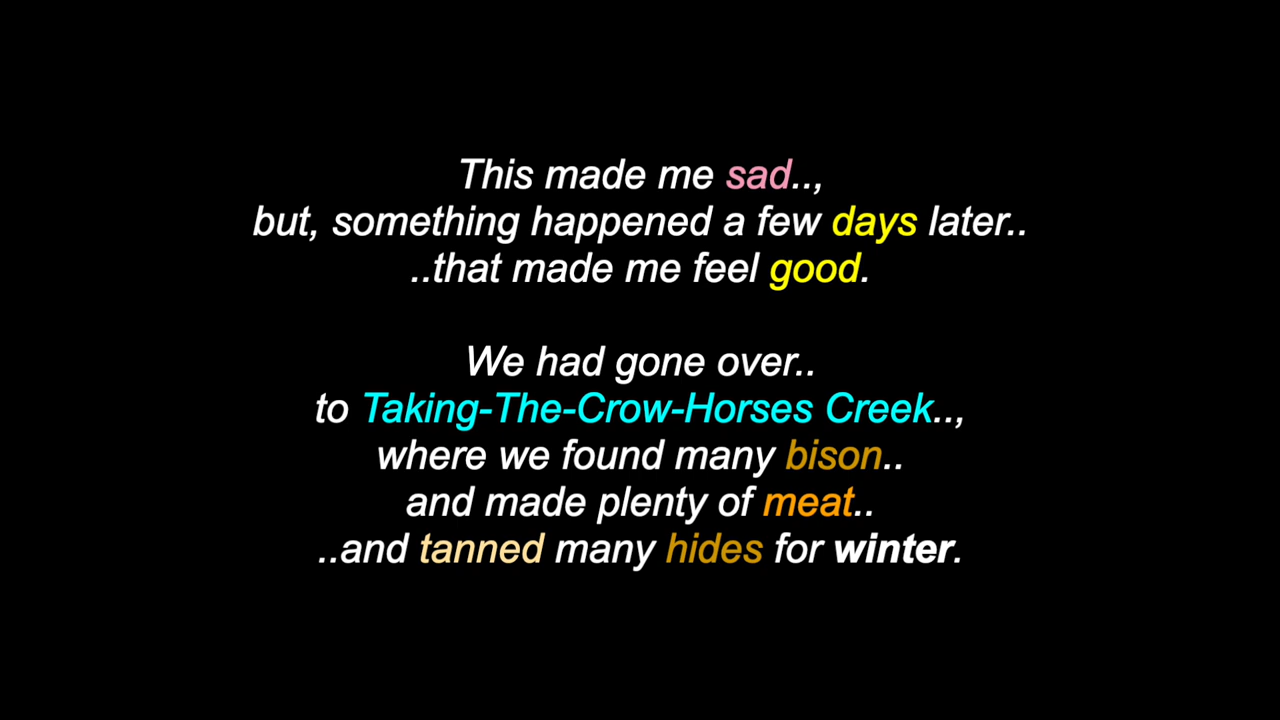 This made me sad..,
but, something happened a few days later..
..that made me feel good.
We had gone over..
to Taking-The-Crow-Horses Creek..,
where we found many bison..
and made plenty of meat..
..and tanned many hides for winter.